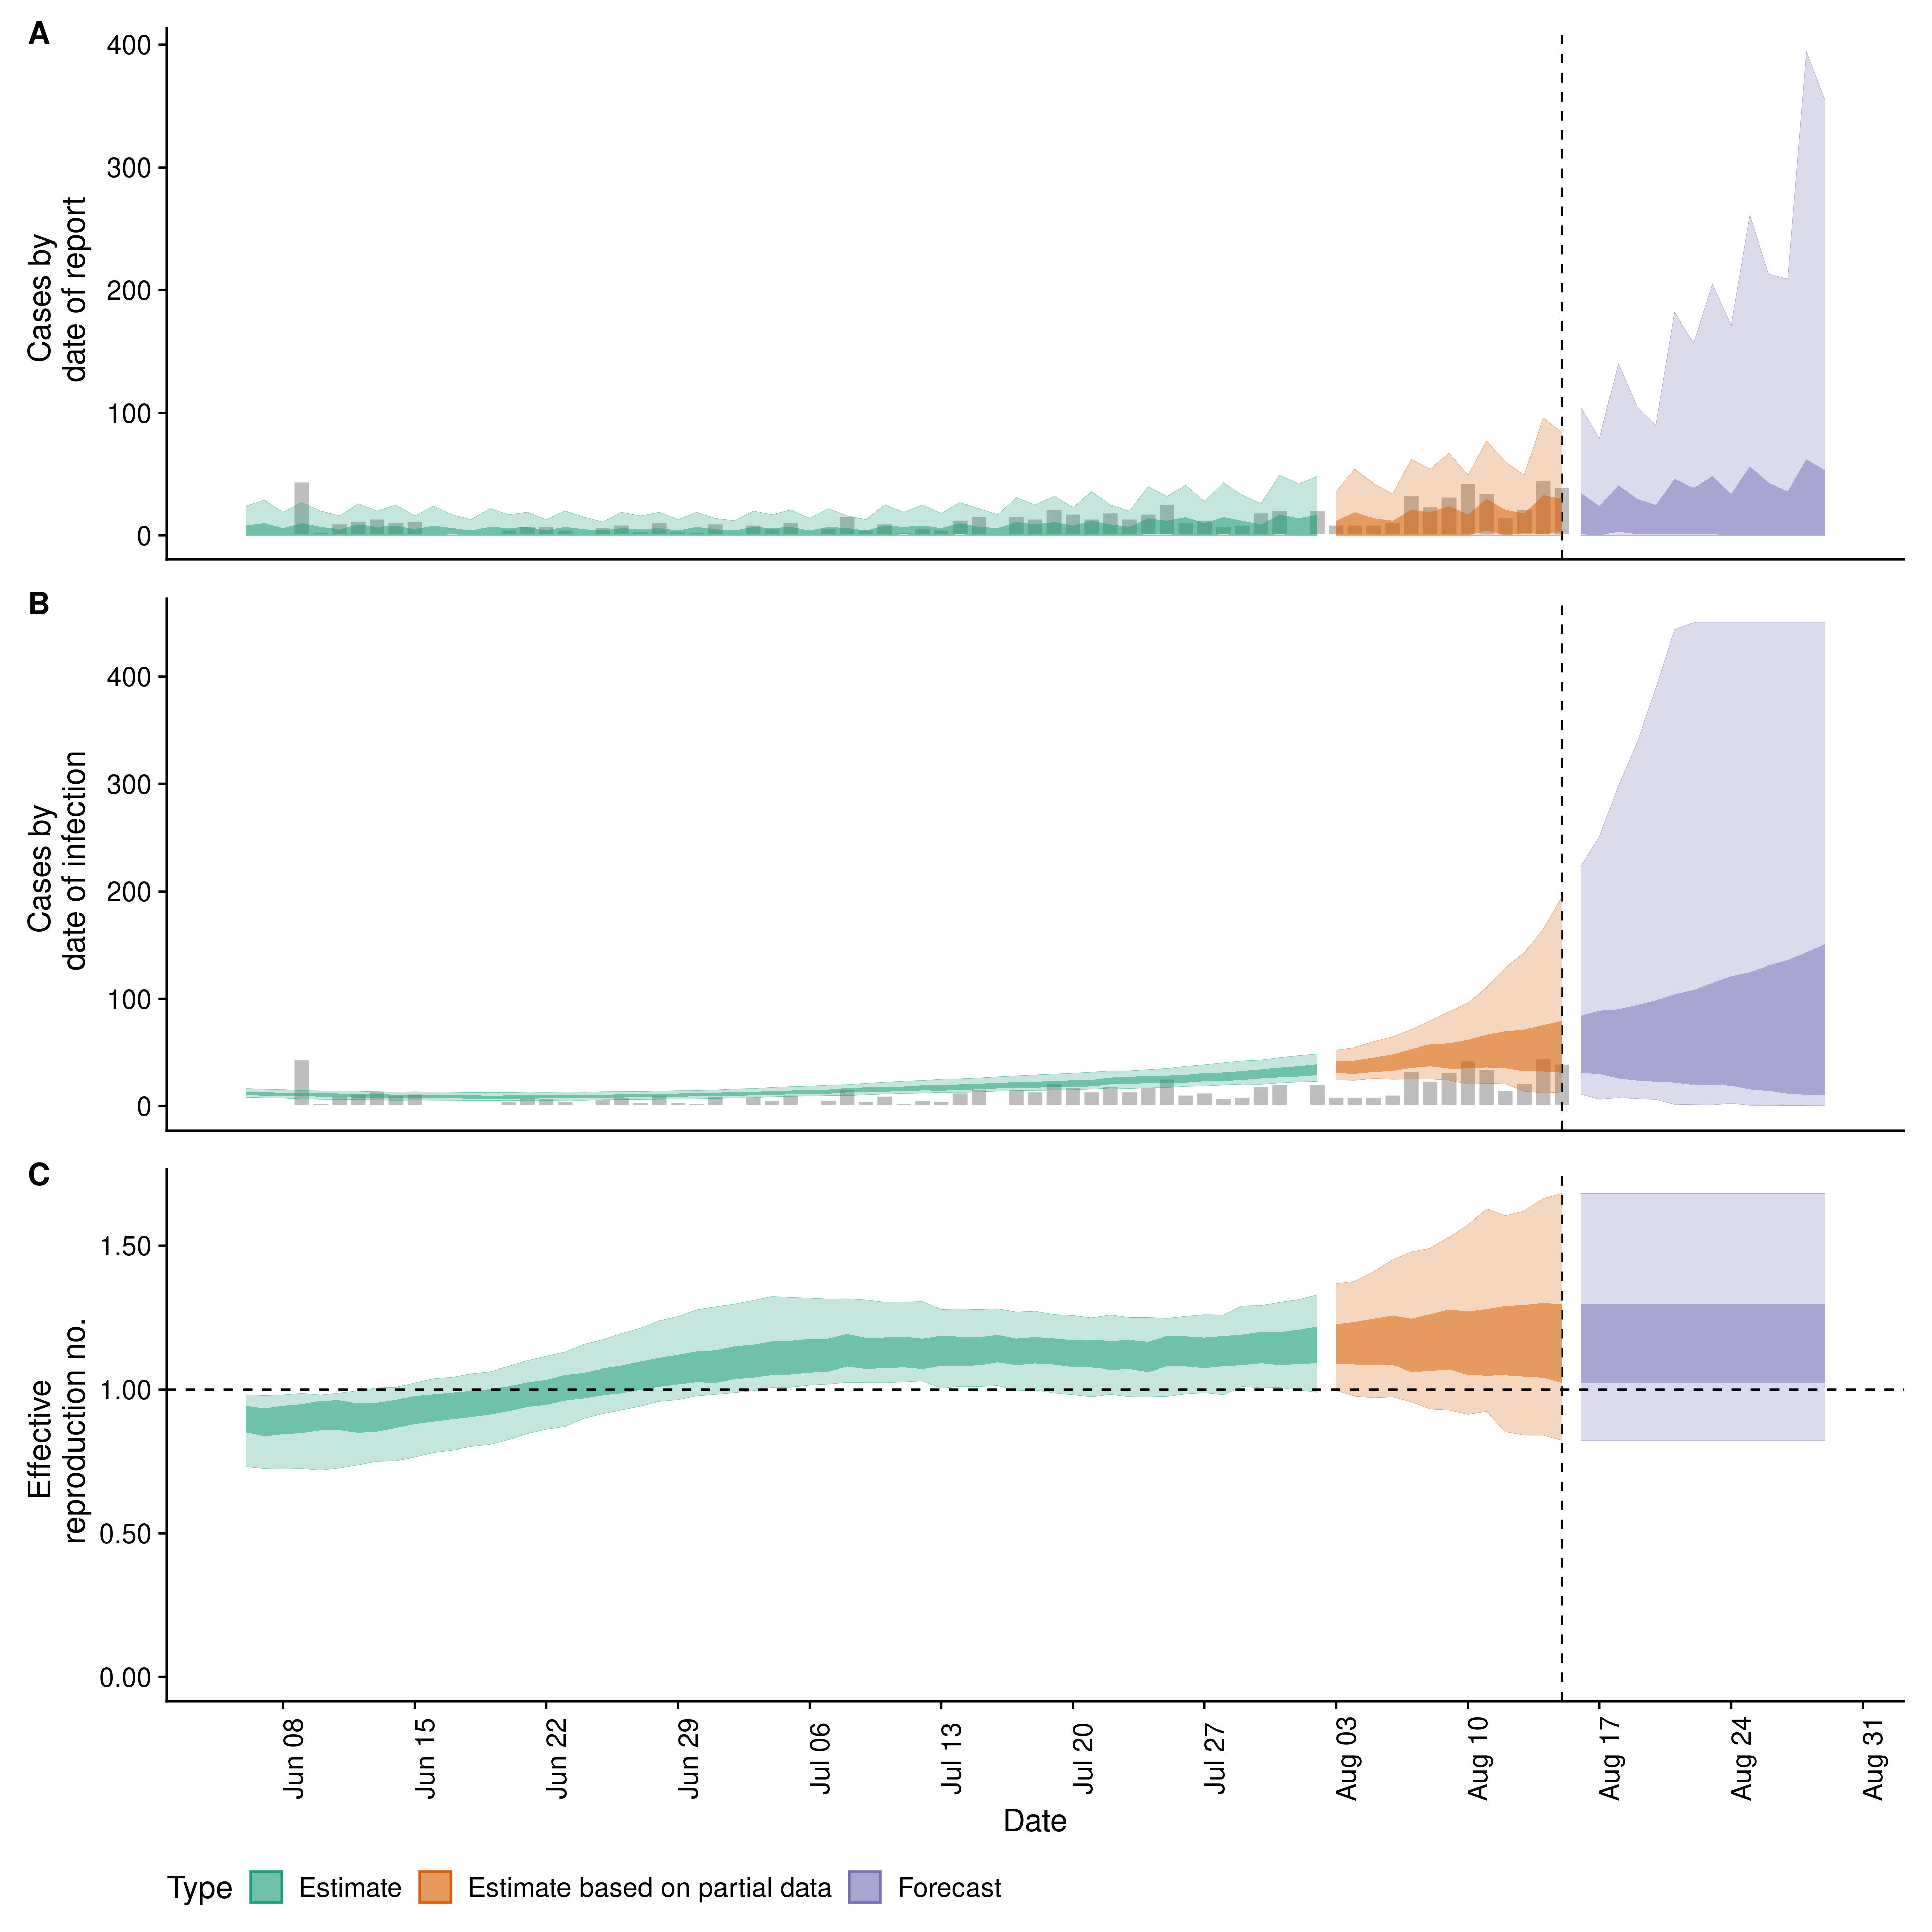 A
Cases by
date of report
400
300
200
100
0
B
Cases by
date of infection
400
300
200
100
0
C
Effective
reproduction no.
1.50
1.00
0.50
0.00
Jun 08
Jun 15
Jun 22
Jun 29
Jul 06
Jul 13
Jul 20
Jul 27
Aug 03
Aug 10
Aug 17
Aug 24
Aug 31
Date
Type Estimate Estimate based on partial data Forecast